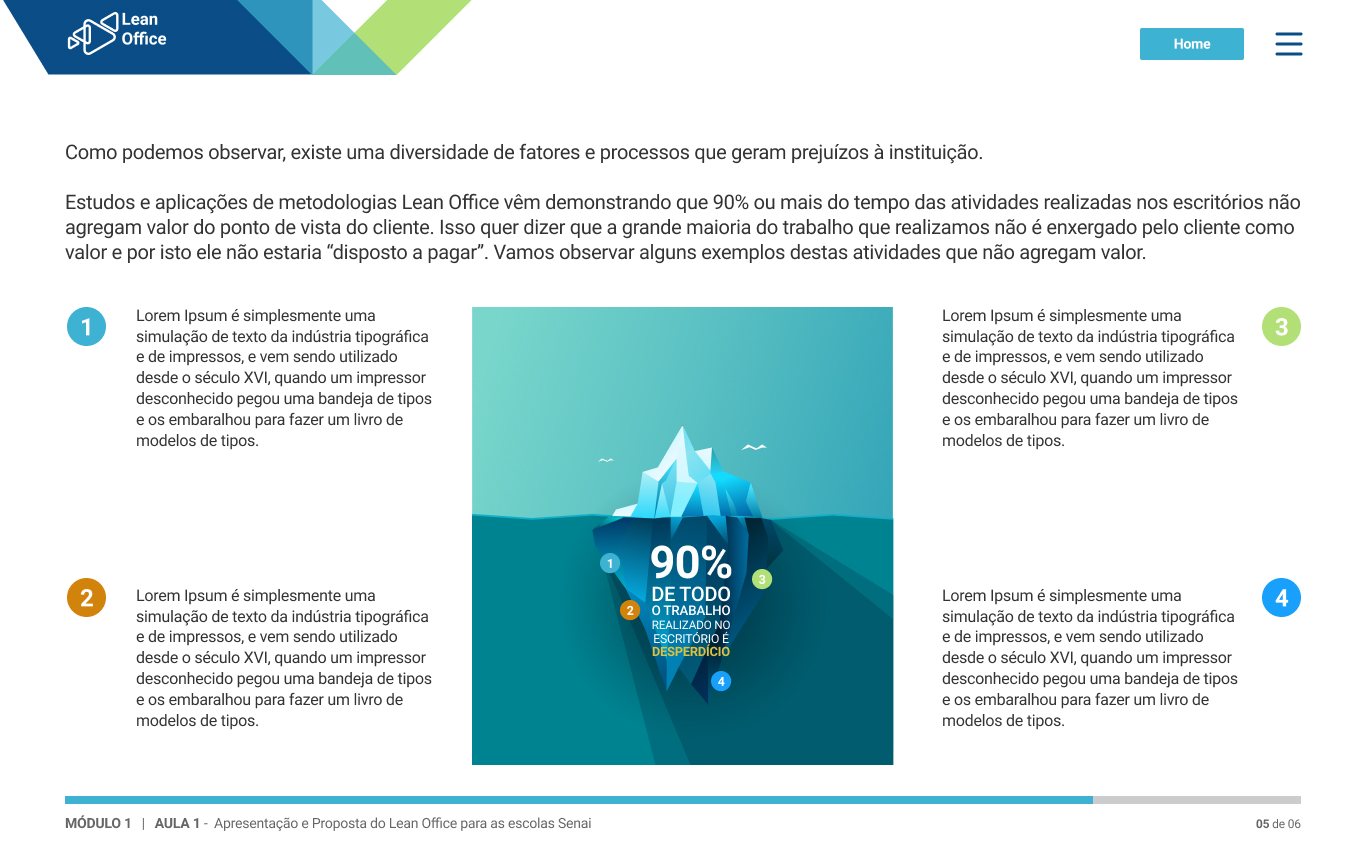 Lean
Office
Home
Como podemos observar, existe uma diversidade de fatores e processos que geram prejuízos à instituição.
Estudos e aplicações de metodologias Lean Office vêm demonstrando que 90% ou mais do tempo das atividades realizadas nos escritórios não
agregam valor do ponto de vista do cliente. Isso quer dizer que a grande maioria do trabalho que realizamos não é enxergado pelo cliente como
valor e por isto ele não estaria “disposto a pagar”. Vamos observar alguns exemplos destas atividades que não agregam valor.
1
Lorem Ipsum é simplesmente uma
simulação de texto da indústria tipográfica
e de impressos, e vem sendo utilizado
desde o século XVI, quando um impressor
desconhecido pegou uma bandeja de tipos
e os embaralhou para fazer um livro de
modelos de tipos.
2
Lorem Ipsum é simplesmente uma
simulação de texto da indústria tipográfica
e de impressos, e vem sendo utilizado
desde o século XVI, quando um impressor
desconhecido pegou uma bandeja de tipos
e os embaralhou para fazer um livro de
modelos de tipos.
1
90%
3
DE TODO
2
O TRABALHO
REALIZADO NO
ESCRITÓRIO É
DESPERDÍCIO
4
Lorem Ipsum é simplesmente uma
simulação de texto da indústria tipográfica
e de impressos, e vem sendo utilizado
desde o século XVI, quando um impressor
desconhecido pegou uma bandeja de tipos
e os embaralhou para fazer um livro de
modelos de tipos.
3
Lorem Ipsum é simplesmente uma
simulação de texto da indústria tipográfica
e de impressos, e vem sendo utilizado
desde o século XVI, quando um impressor
desconhecido pegou uma bandeja de tipos
e os embaralhou para fazer um livro de
modelos de tipos.
4
MÓDULO 1 | AULA 1 - Apresentação e Proposta do Lean Office para as escolas Senai
05 de 06